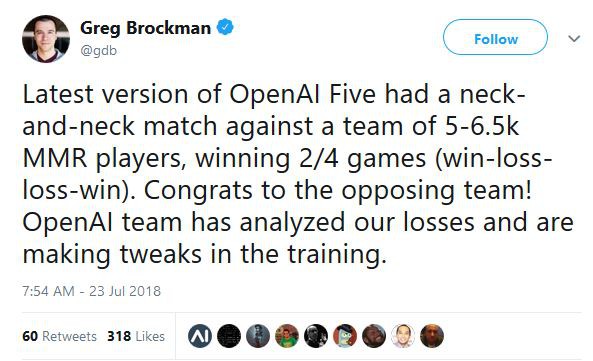 Greg Brockman
@gdb
Follow
Latest version of OpenAI Five had a neck-
and-neck match against a team of 5-6.5k
MMR players, winning 2/4 games (win-loss-
loss-win). Congrats to the opposing team!
OpenAI team has analyzed our losses and are
making tweaks in the training.
7:54 AM - 23 Jul 2018
60 Retweets 318 Likes
AI